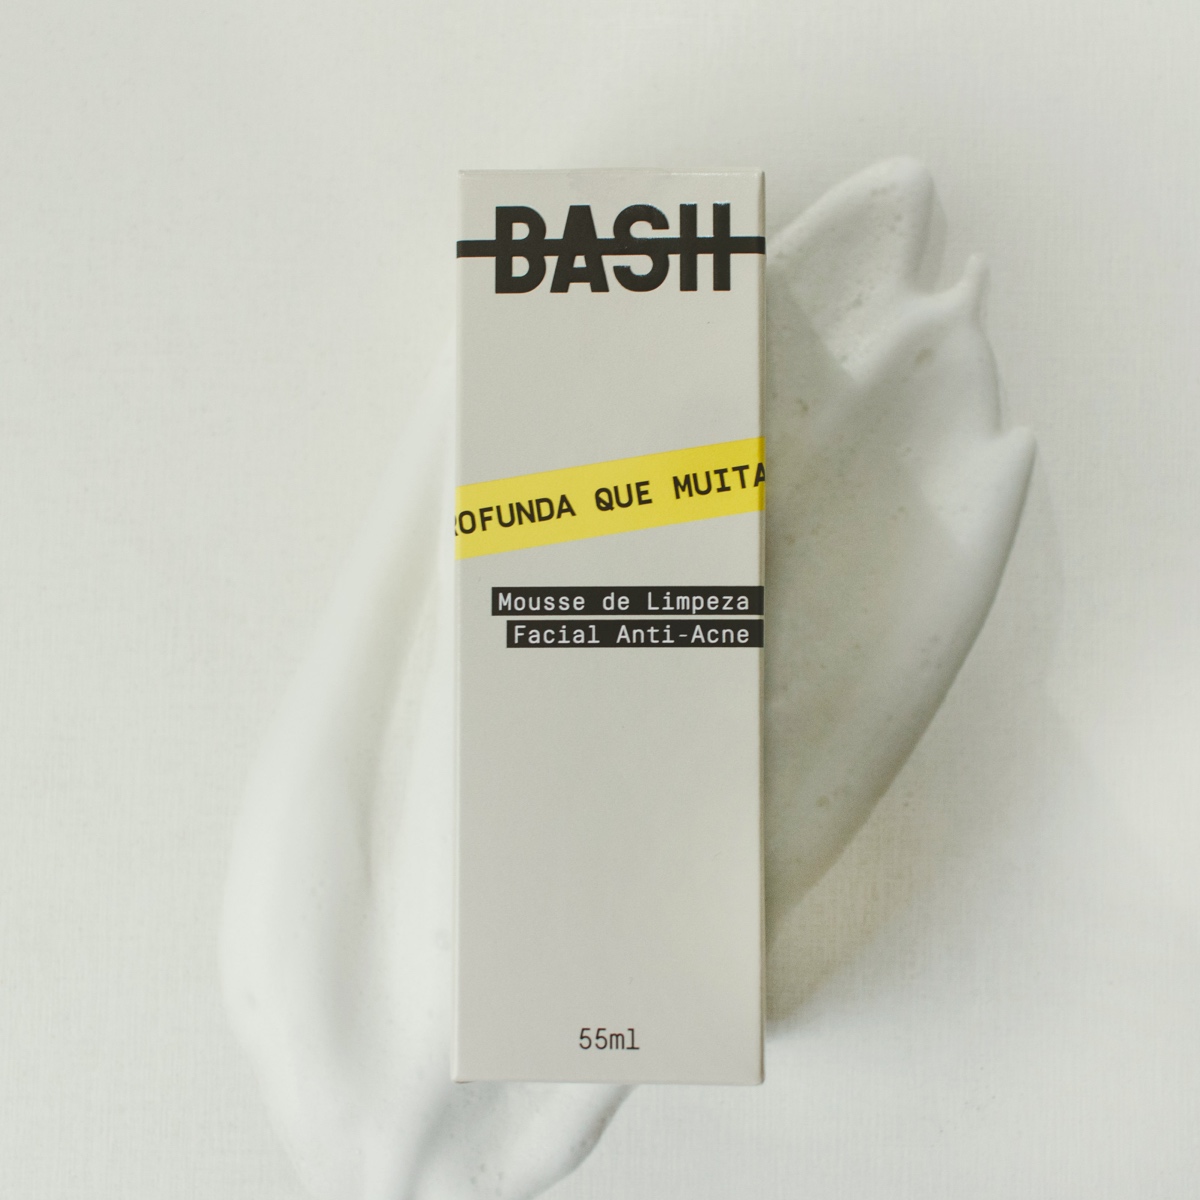 BASH
ROFUNDA QUE MUITA
Mousse de Limpeza
Facial Anti-Acne
55ml